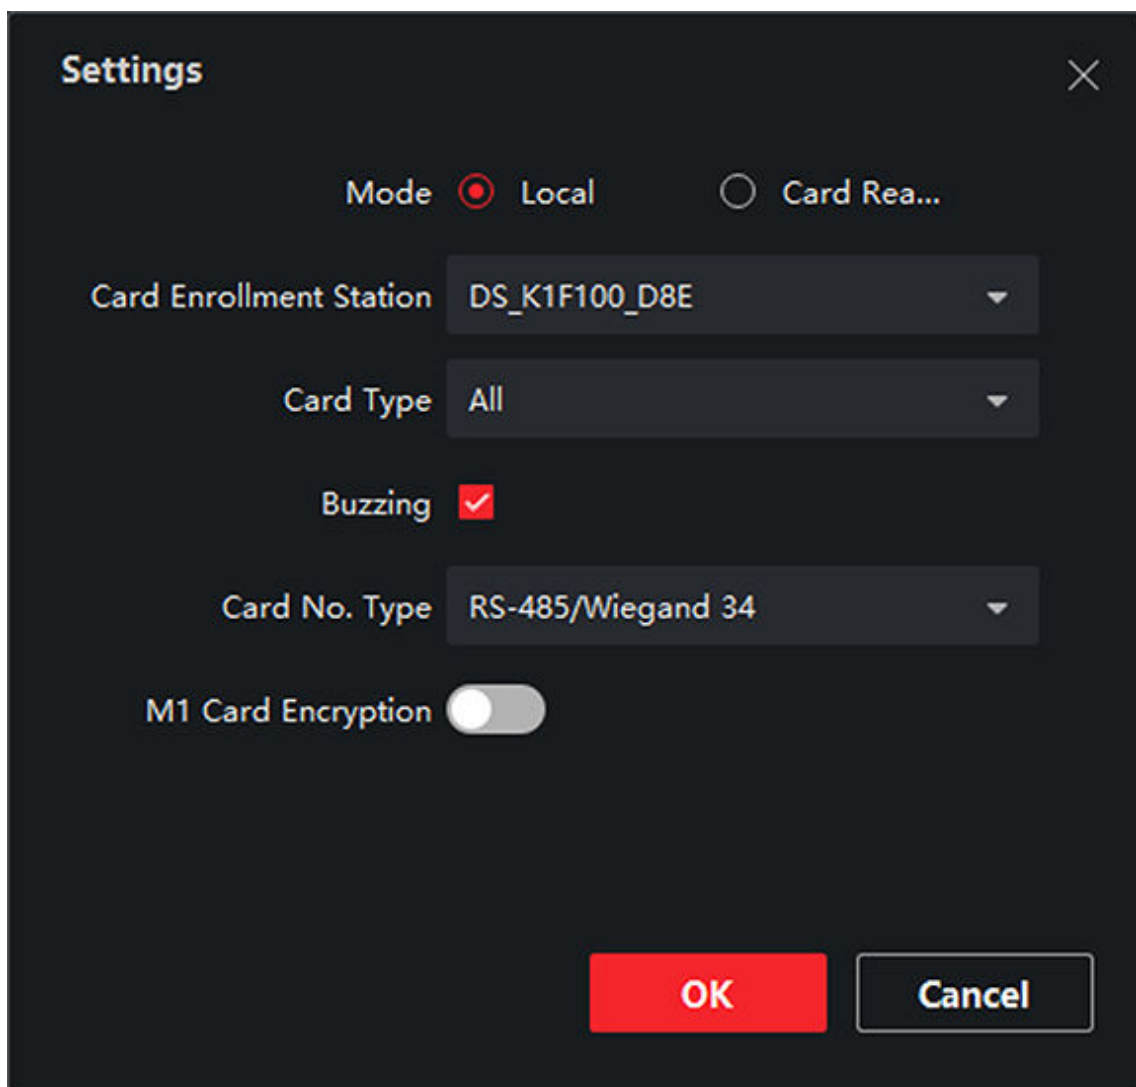 Settings
Mode Local Card Rea...
Card Enrollment Station DS_K1F100_D8E
Card Type All
Buzzing
Card No. Type RS-485/Wiegand 34
M1 Card Encryption
OK Cancel